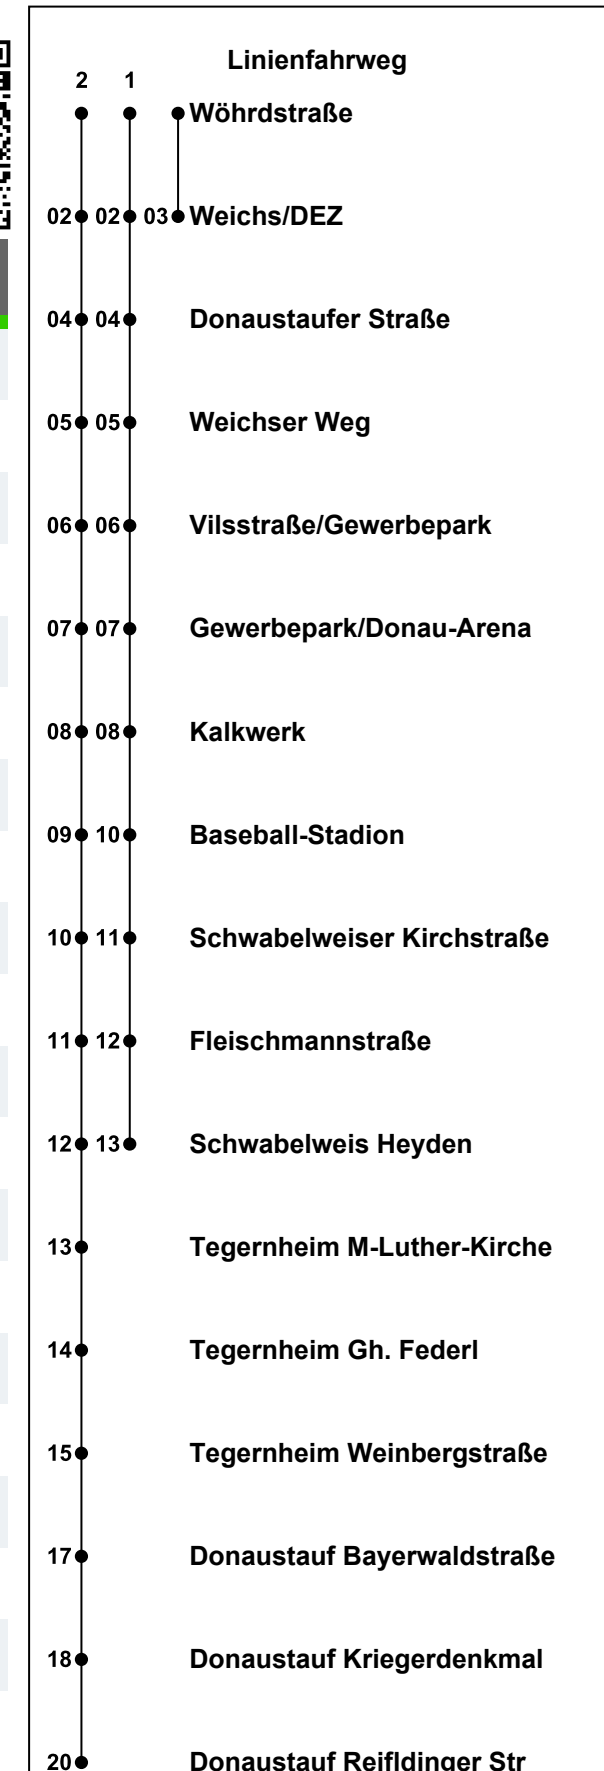 Linienfahrweg
2 1
Wöhrdstraße
02 02 03 Weichs/DEZ
04 04 Donaustaufer Straße
05 05 Weichser Weg
06 06 Vilsstraße/Gewerbepark
07 07 Gewerbepark/Donau-Arena
08 08 Kalkwerk
09 10 Baseball-Stadion
10 11 Schwabelweiser Kirchstraße
11 12 Fleischmannstraße
12 13 Schwabelweis Heyden
13 Tegernheim M-Luther-Kirche
14 Tegernheim Gh. Federl
15 Tegernheim Weinbergstraße
17 Donaustauf Bayerwaldstraße
18 Donaustauf Kriegerdenkmal
20 Donaustauf Reifldinger Str